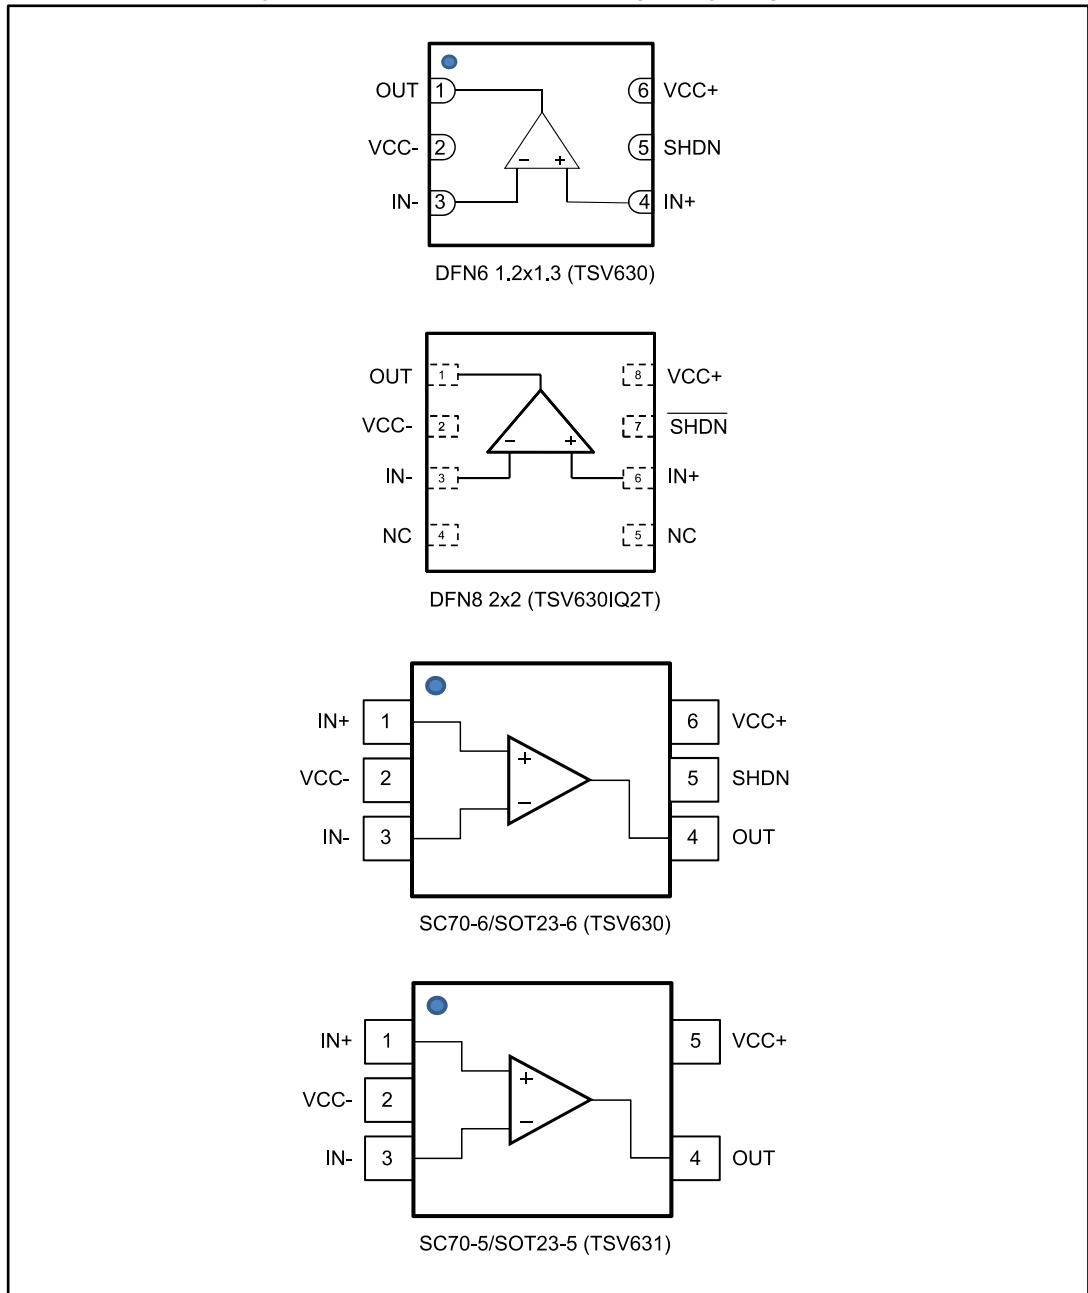 OUT 1 6 VCC+
VCC- 2 5 SHDN
IN- 3 - + 4 IN+
DFN6 1.2x1.3 (TSV630)
OUT 1 8 VCC+
VCC- 2 7 S̅H̅D̅N̅
- +
IN- 3 6 IN+
NC 4 5 NC
DFN8 2x2 (TSV630IQ2T)
IN+ 1 6 VCC+
+
VCC- 2 5 SHDN
-
IN- 3 4 OUT
SC70-6/SOT23-6 (TSV630)
IN+ 1 5 VCC+
+
VCC- 2
-
IN- 3 4 OUT
SC70-5/SOT23-5 (TSV631)